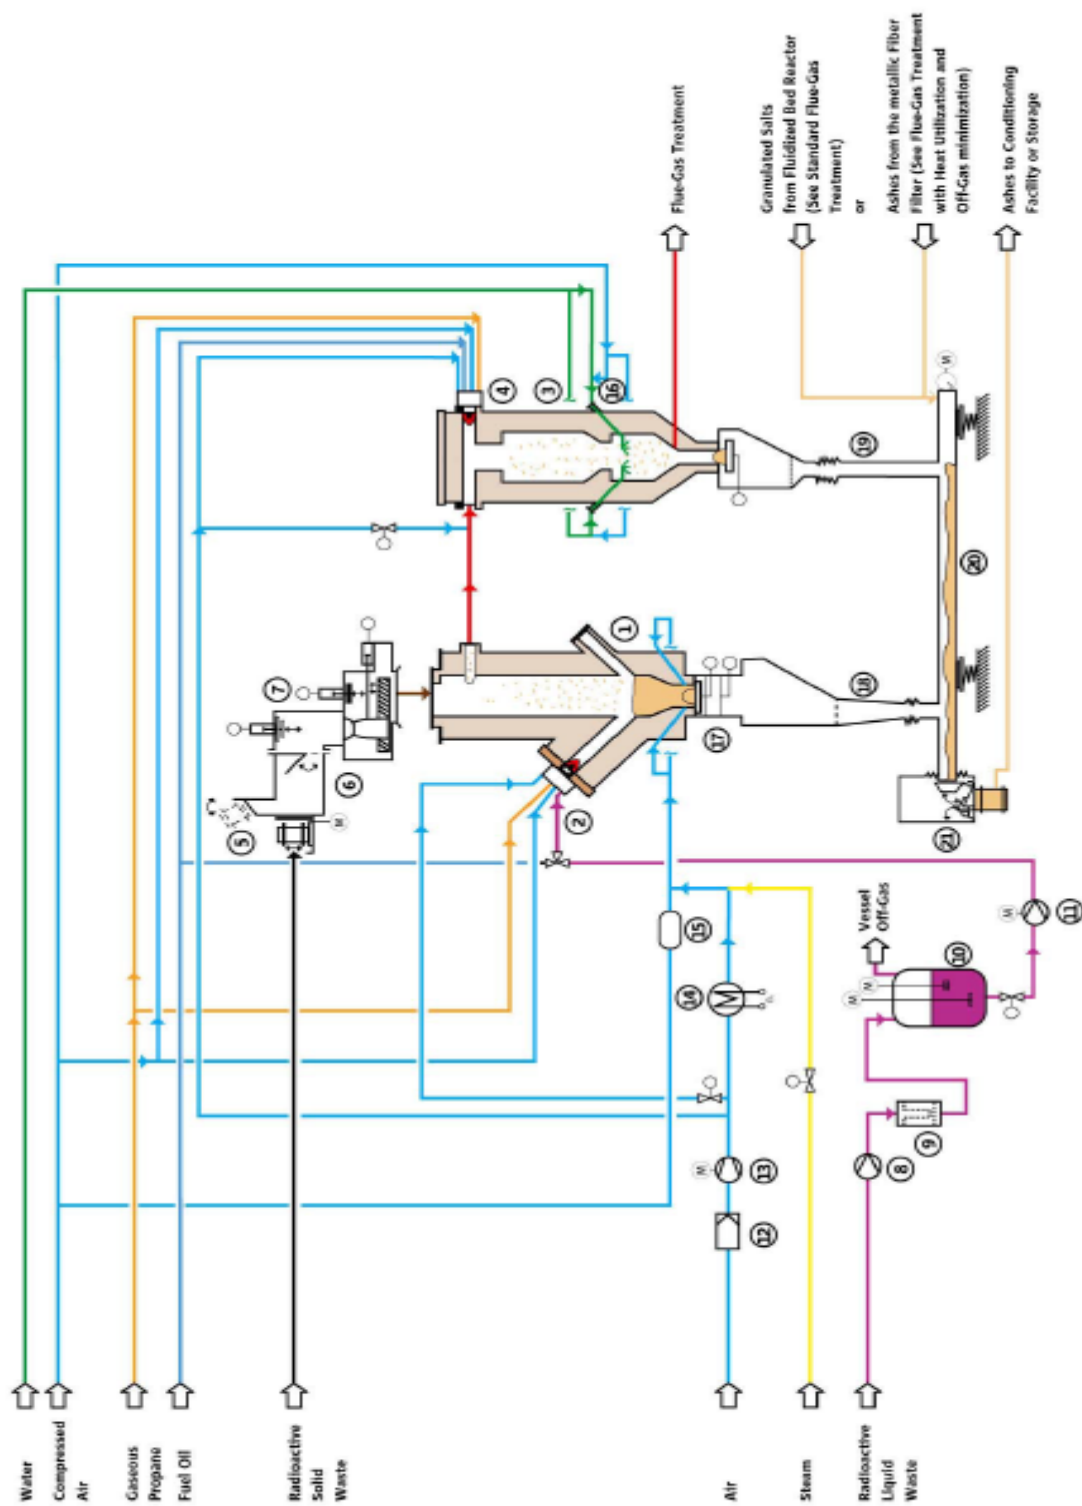 Water
Compressed
Air
Gaseous
Propane
Fuel Oil
Radioactive
Solid
Waste
Air
Steam
Radioactive
Liquid
Waste
5
6
7
M
2
1
17
4
3
16
Flue-Gas Treatment
Granulated Salts
from Fluidized Bed Reactor
(See Standard Flue-Gas
Treatment)
or
Ashes from the metallic Fiber
Filter (See Flue-Gas Treatment
with Heat Utilization and
Off-Gas minimization)
Ashes to Conditioning
Facility or Storage
12
13
M
14
15
18
19
20
M
21
8
9
10
M
M
Vessel
Off-Gas
11
M